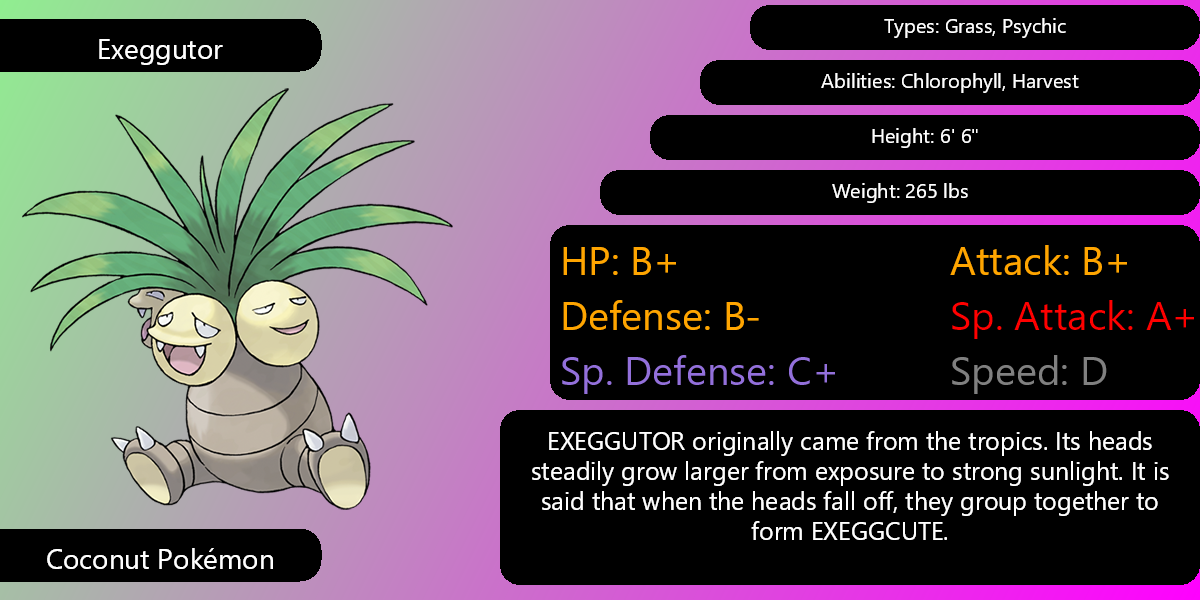 Exeggutor
Types: Grass, Psychic
Abilities: Chlorophyll, Harvest
Height: 6' 6"
Weight: 265 lbs
HP: B+
Attack: B+
Defense: B-
Sp. Attack: A+
Sp. Defense: C+
Speed: D
EXEGGUTOR originally came from the tropics. Its heads
steadily grow larger from exposure to strong sunlight. It is
said that when the heads fall off, they group together to
form EXEGGCUTE.
Coconut Pokémon